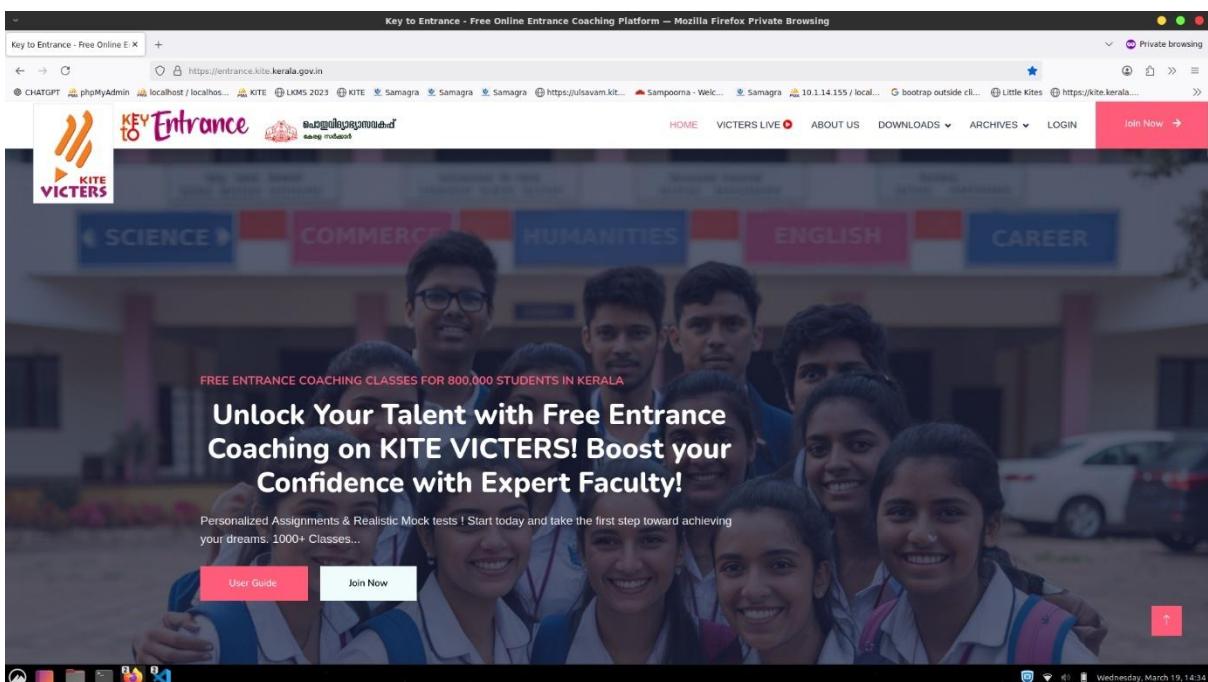 Key to Entrance - Free Online Entrance Coaching Platform — Mozilla Firefox Private Browsing
Key to Entrance - Free Online E
Private browsing
https://entrance.kite.kerala.gov.in
CHATGPT phpMyAdmin localhost / localhos... KITE LKMS 2023 KITE Samagra Samagra Samagra https://ulsavam.kit... Sampoorna - Welc... Samagra 10.1.14.155 / local... bootrap outside cli... Little Kites https://kite.kerala....
KITE
VICTERS
KEY TO Entrance
പൊതുവിദ്യാഭ്യാസവകുപ്പ്
കേരള സർക്കാർ
HOME VICTERS LIVE ABOUT US DOWNLOADS ARCHIVES LOGIN Join Now
SCIENCE COMMERCE HUMANITIES ENGLISH CAREER
FREE ENTRANCE COACHING CLASSES FOR 800,000 STUDENTS IN KERALA
Unlock Your Talent with Free Entrance
Coaching on KITE VICTERS! Boost your
Confidence with Expert Faculty!
Personalized Assignments & Realistic Mock tests ! Start today and take the first step toward achieving
your dreams. 1000+ Classes...
User Guide Join Now
2 2 Wednesday, March 19, 14:34